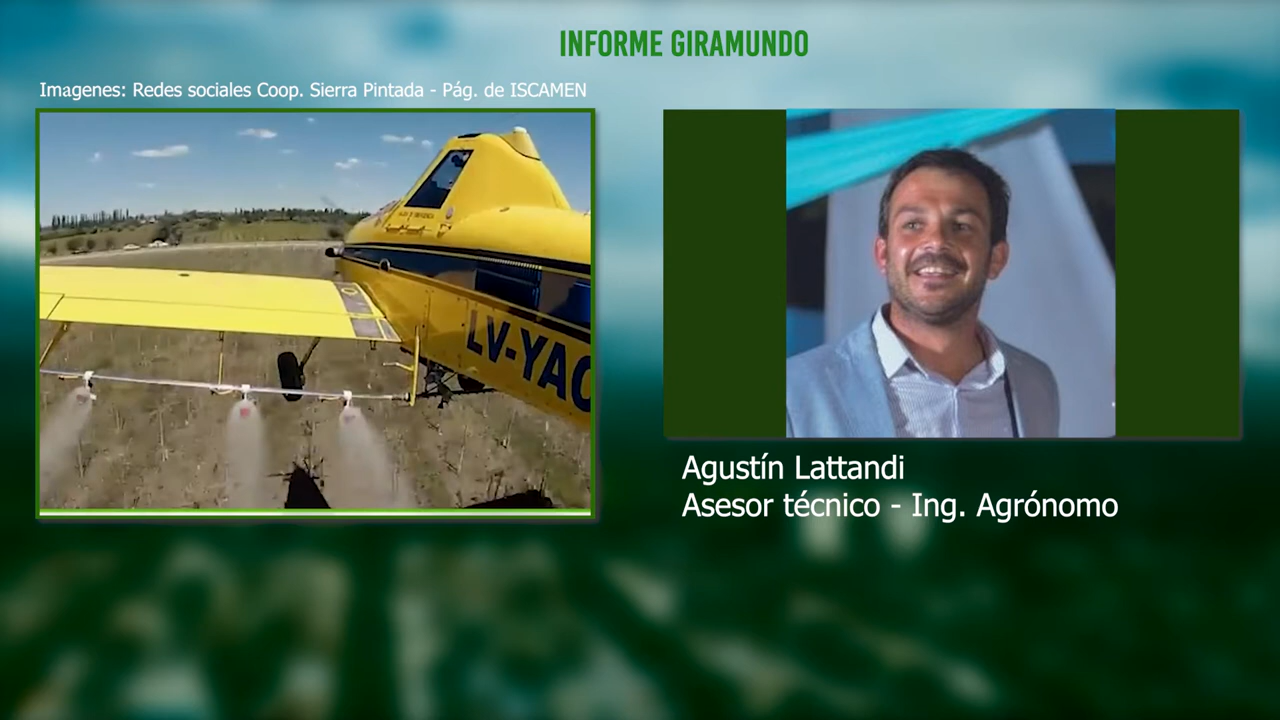 INFORME GIRAMUNDO
Imagenes: Redes sociales Coop. Sierra Pintada - Pág. de ISCAMEN
LV-YAC
Agustín Lattandi
Asesor técnico - Ing. Agrónomo